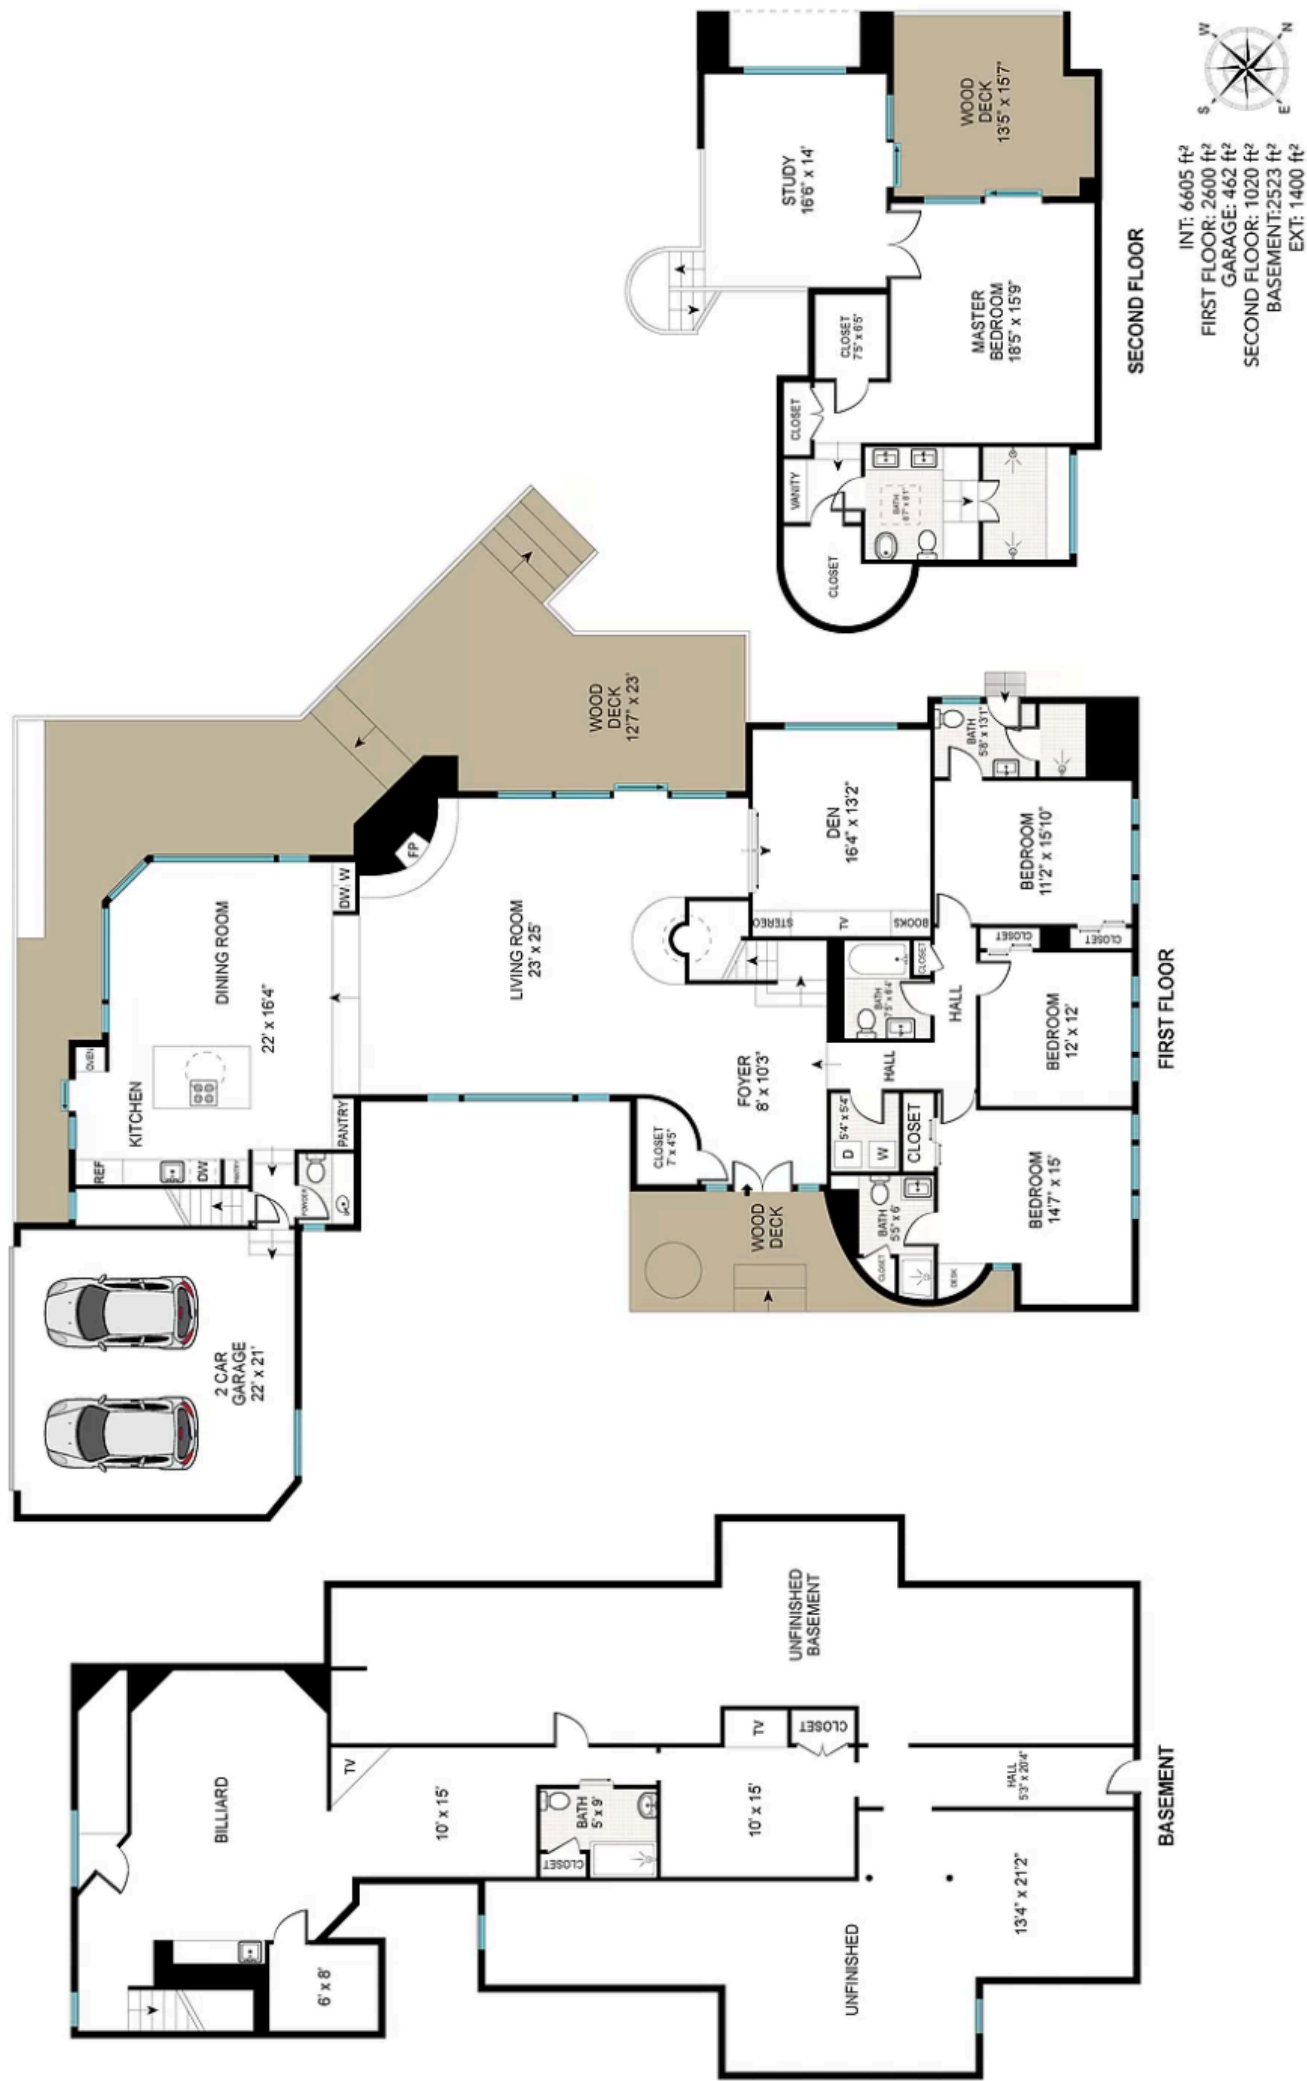 BASEMENT
BILLIARD
TV
10' x 15'
BATH
5' x 9'
CLOSET
TV
CLOSET
10' x 15'
UNFINISHED
BASEMENT
HALL
5'3" x 20'4"
13'4" x 21'2"
UNFINISHED
6' x 8'
FIRST FLOOR
2 CAR
GARAGE
22' x 21'
REF
DW
PANTRY
POWDER
PANTRY
KITCHEN
OVEN
DINING ROOM
22' x 16'4"
DW
W
FP
LIVING ROOM
23' x 25'
WOOD
DECK
12'7" x 23'
DEN
16'4" x 13'2"
STEREO
TV
BOOKS
BATH
5'8" x 13'1"
BEDROOM
11'2" x 15'10"
CLOSET
CLOSET
BEDROOM
12' x 12'
HALL
CLOSET
BATH
7'5" x 6'4"
HALL
FOYER
8' x 10'3"
CLOSET
7' x 4'5"
5'4" x 5'4"
D
W
CLOSET
BATH
5'5" x 6'
CLOSET
DESK
BEDROOM
14'7" x 15'
WOOD
DECK
SECOND FLOOR
STUDY
16'6" x 14'
WOOD
DECK
13'5" x 15'7"
MASTER
BEDROOM
18'5" x 15'9"
CLOSET
7'5" x 6'5"
CLOSET
VANITY
CLOSET
BATH
8'7" x 8'1"
W
N
S
E
INT: 6605 ft²
FIRST FLOOR: 2600 ft²
GARAGE: 462 ft²
SECOND FLOOR: 1020 ft²
BASEMENT:2523 ft²
EXT: 1400 ft²